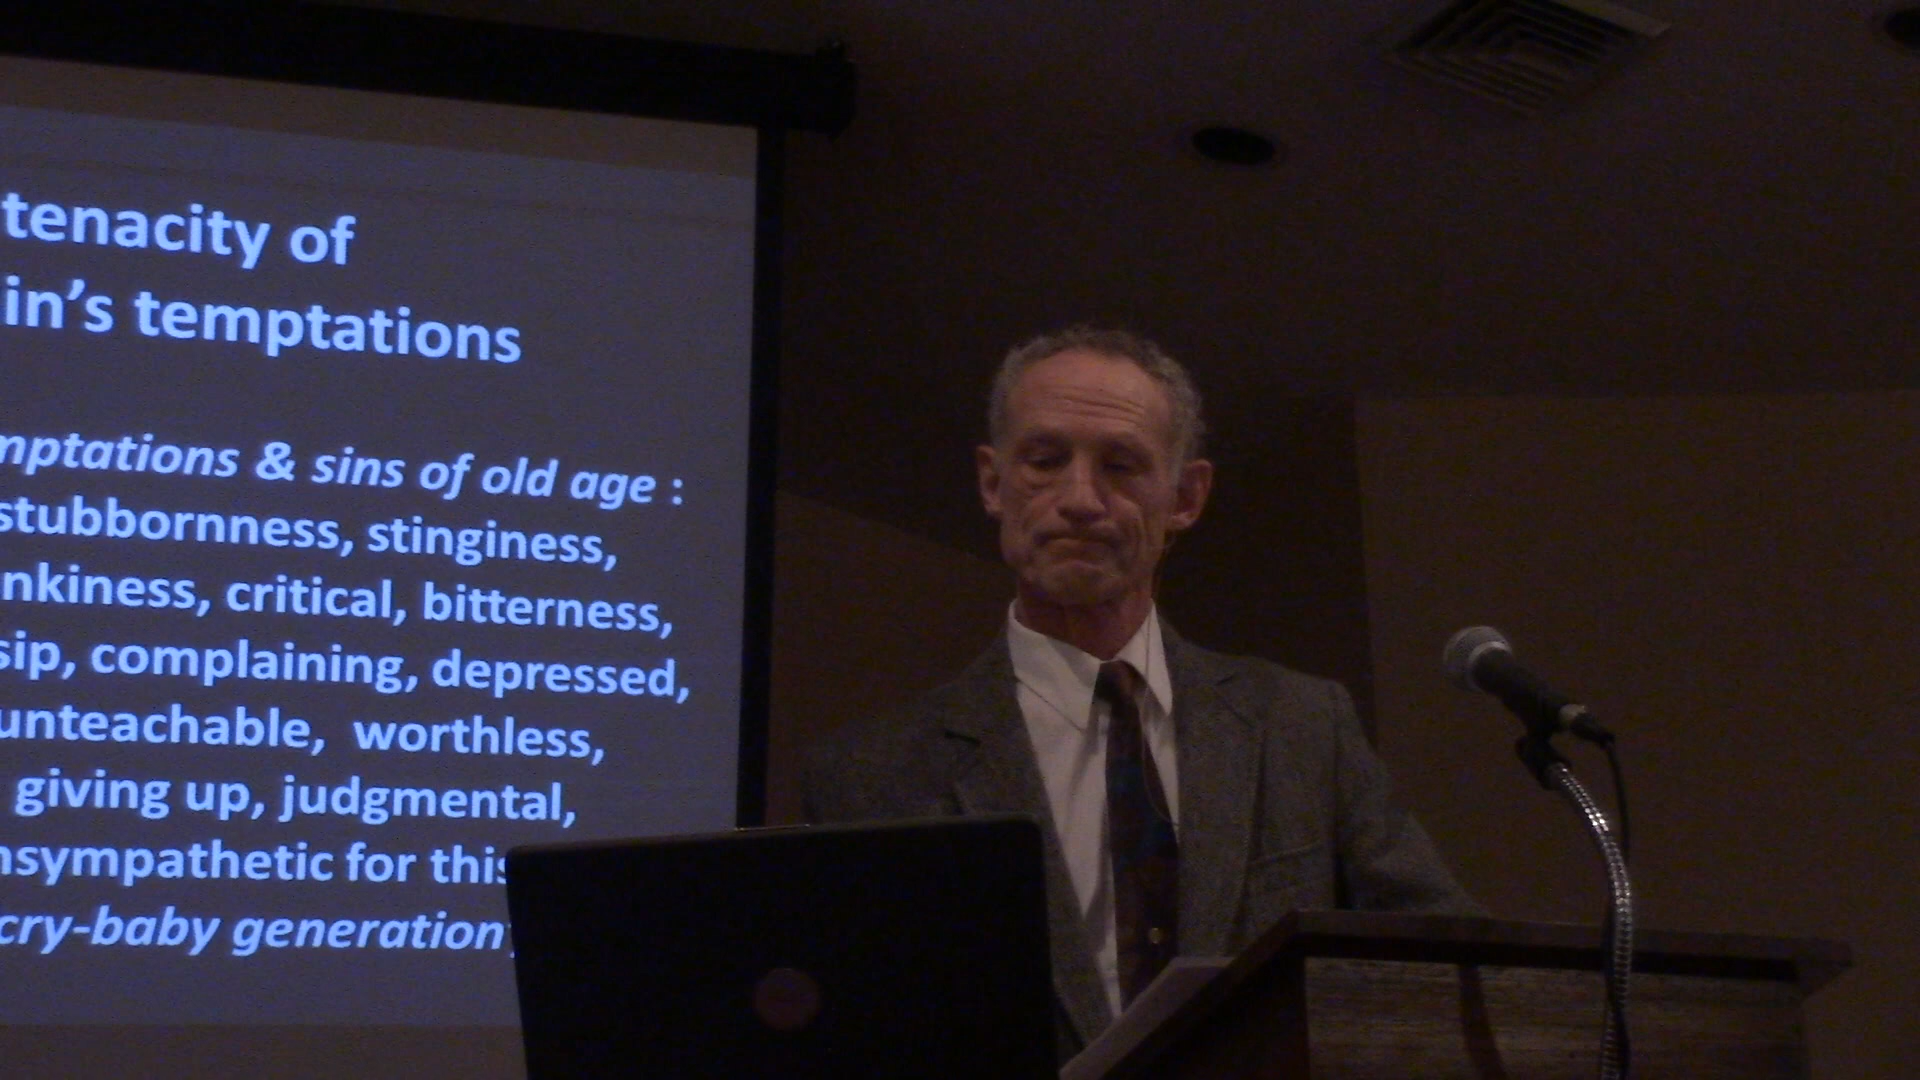 tenacity of
in's temptations
mptations & sins of old age :
stubbornness, stinginess,
nkiness, critical, bitterness,
sip, complaining, depressed,
unteachable, worthless,
giving up, judgmental,
nsympathetic for this
cry-baby generation